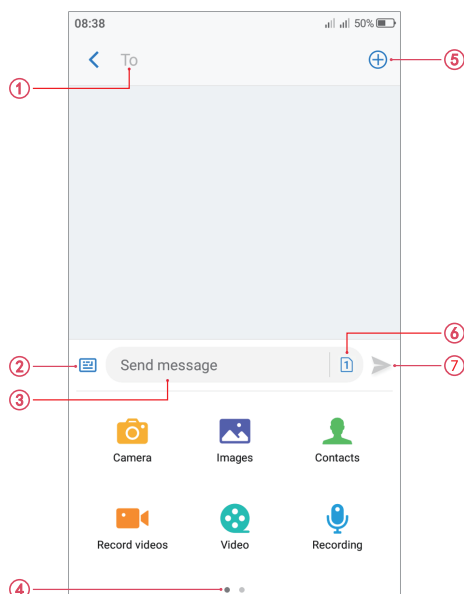 08:38 50%
To
① ⑤
⑥
② Send message 1 ⑦
③
Camera Images Contacts
Record videos Video Recording
④